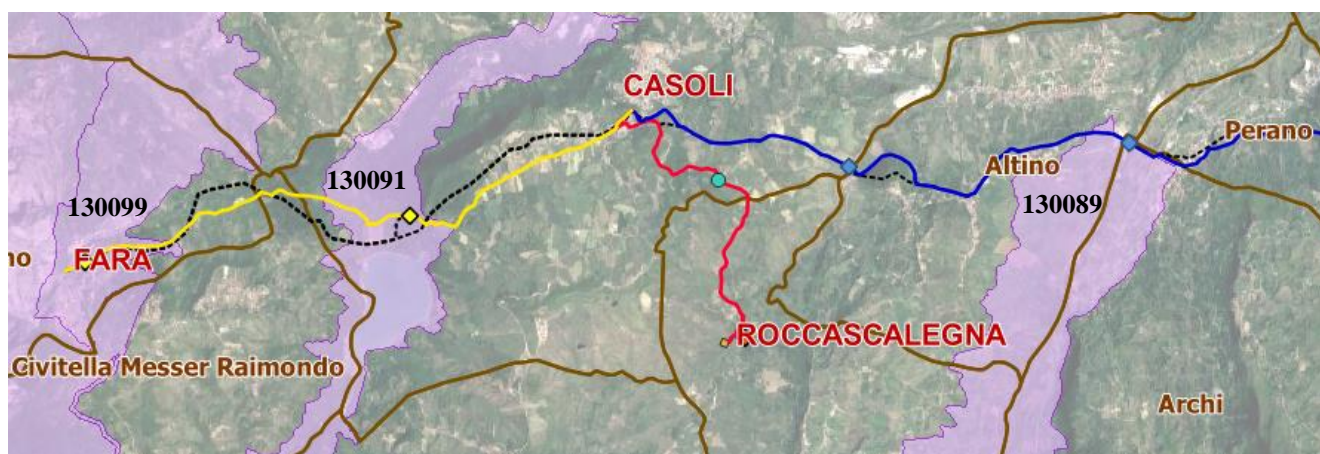 CASOLI
Perano
Altino
130091
130099
130089
no
FARA
ROCCASCALEGNA
Civitella Messer Raimondo
Archi